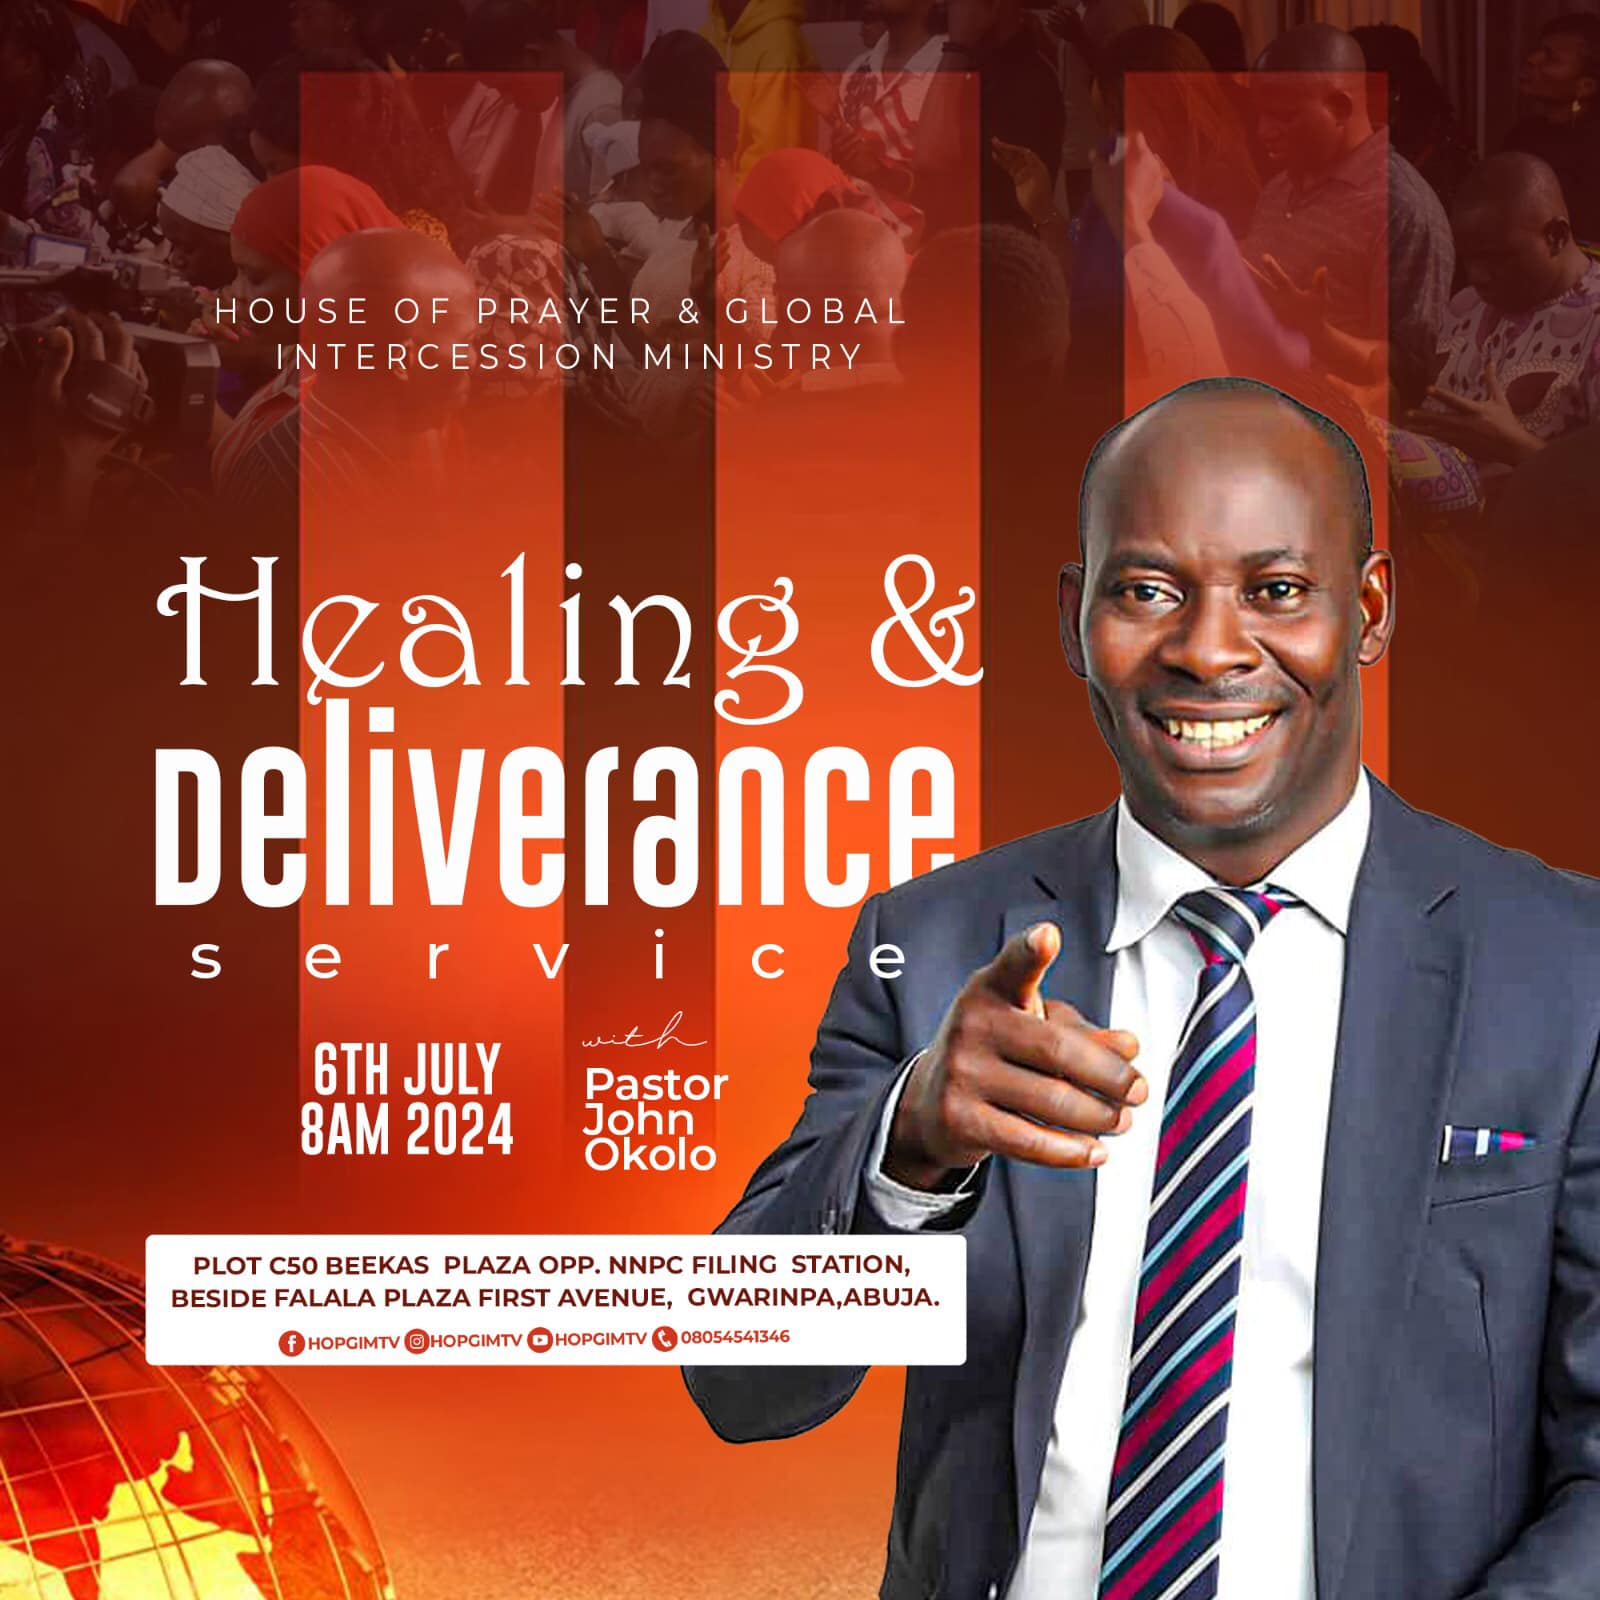 HOUSE OF PRAYER & GLOBAL
INTERCESSION MINISTRY
Healing &
Deliverance
service
6TH JULY
8AM 2024
with
Pastor
John
Okolo
PLOT C50 BEEKAS PLAZA OPP. NNPC FILING STATION,
BESIDE FALALA PLAZA FIRST AVENUE, GWARINPA,ABUJA.
HOPGIMTV HOPGIMTV HOPGIMTV 08054541346